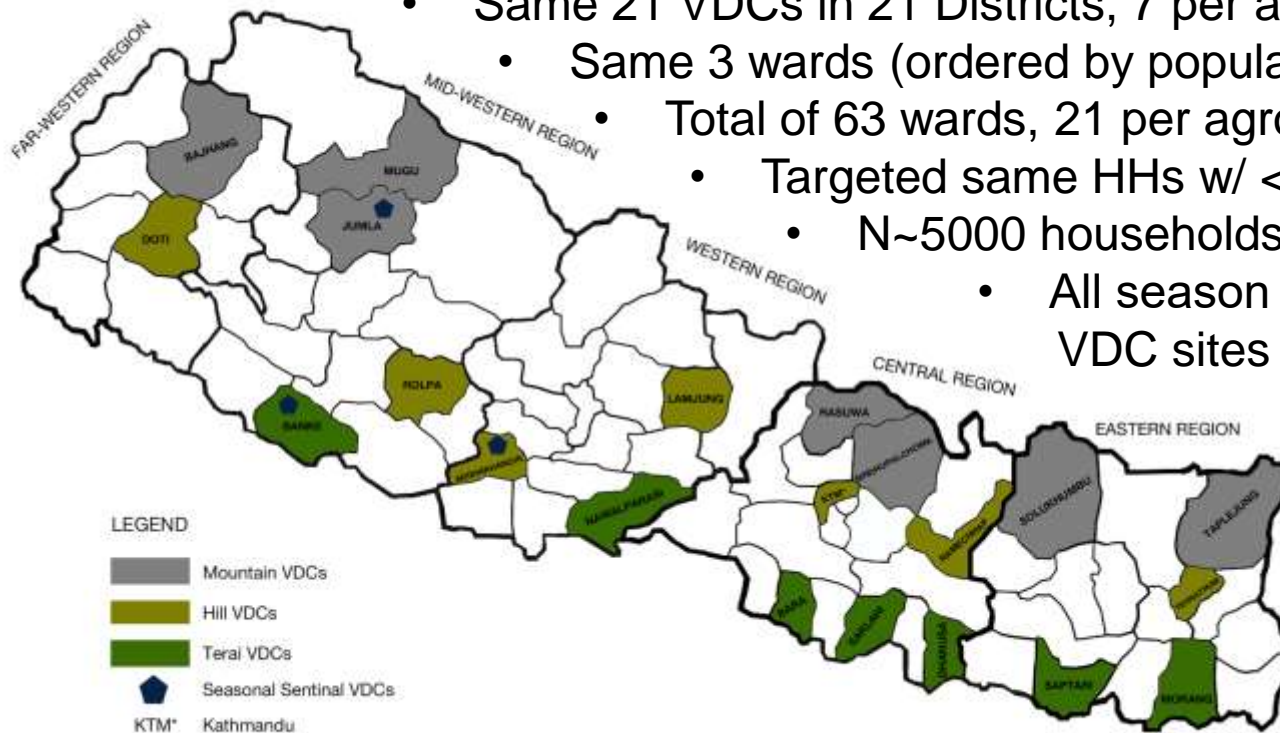 • Same 21 VDCs in 21 Districts, 7 per a
• Same 3 wards (ordered by popula
• Total of 63 wards, 21 per agro
• Targeted same HHs w/ <
• N~5000 households
• All season
VDC sites
FAR-WESTERN REGION
MID-WESTERN REGION
WESTERN REGION
CENTRAL REGION
EASTERN REGION
BAJHANG
MUGU
JUMLA
DOTI
ROLPA
BANKE
LAMJUNG
NAWALPARASI
RASUWA
KTM*
RAMECHHAP
SOLUKHUMBU
TAPLEJUNG
BARA
SARLAHI
DHANUSA
SAPTARI
MORANG
LEGEND
Mountain VDCs
Hill VDCs
Terai VDCs
Seasonal Sentinal VDCs
KTM* Kathmandu